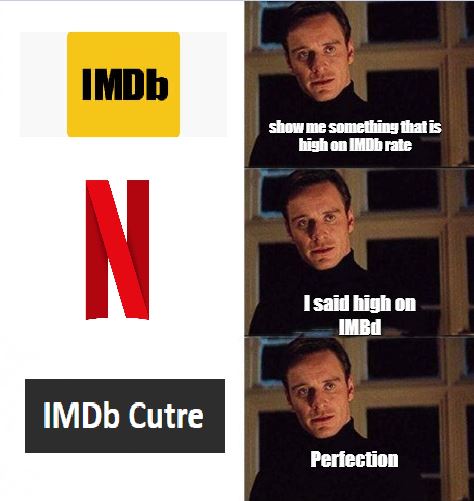 IMDb
show me something that is
high on IMDb rate
N
I said high on
IMBd
IMDb Cutre
Perfection